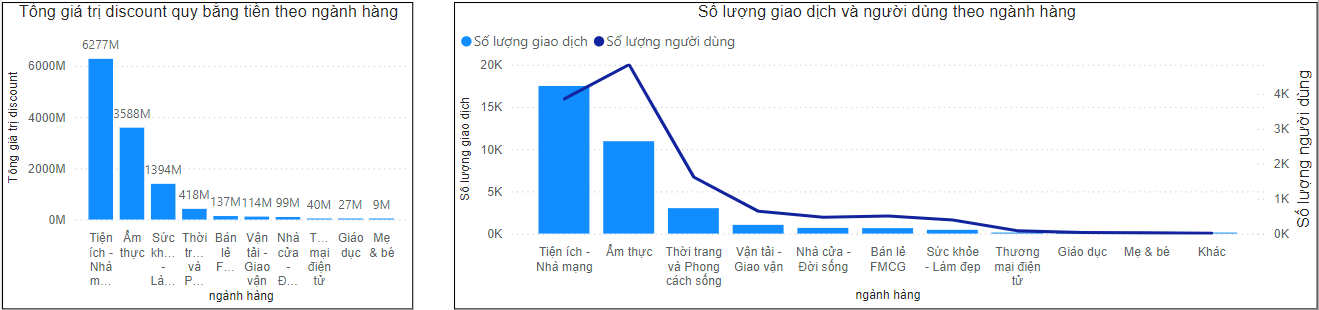 Tông giá trị discount quy bằng tiền theo ngành hàng
6277M
6000M
3588M
4000M
1394M
2000M
418M
137M 114M 99M 40M 27M 9M
0M
Tổng giá trị discount
Tiện ích - Nhà m...
Ẩm thực
Sức kh... - Là...
Thời tr... và P...
Bán lẻ F...
Vận tải - Giao vận
Nhà cửa - Đ...
T... mại điện tử
Giáo dục
Mẹ & bé
ngành hàng
Số lượng giao dịch và người dùng theo ngành hàng
Số lượng giao dịch Số lượng người dùng
20K
15K
10K
5K
0K
Số lượng giao dịch
4K
3K
2K
1K
0K
Số lượng người dùng
Tiện ích - Nhà mạng
Ẩm thực
Thời trang và Phong cách sống
Vận tải - Giao vận
Nhà cửa - Đời sống
Bán lẻ FMCG
Sức khỏe - Làm đẹp
Thương mại điện tử
Giáo dục
Mẹ & bé
Khác
ngành hàng